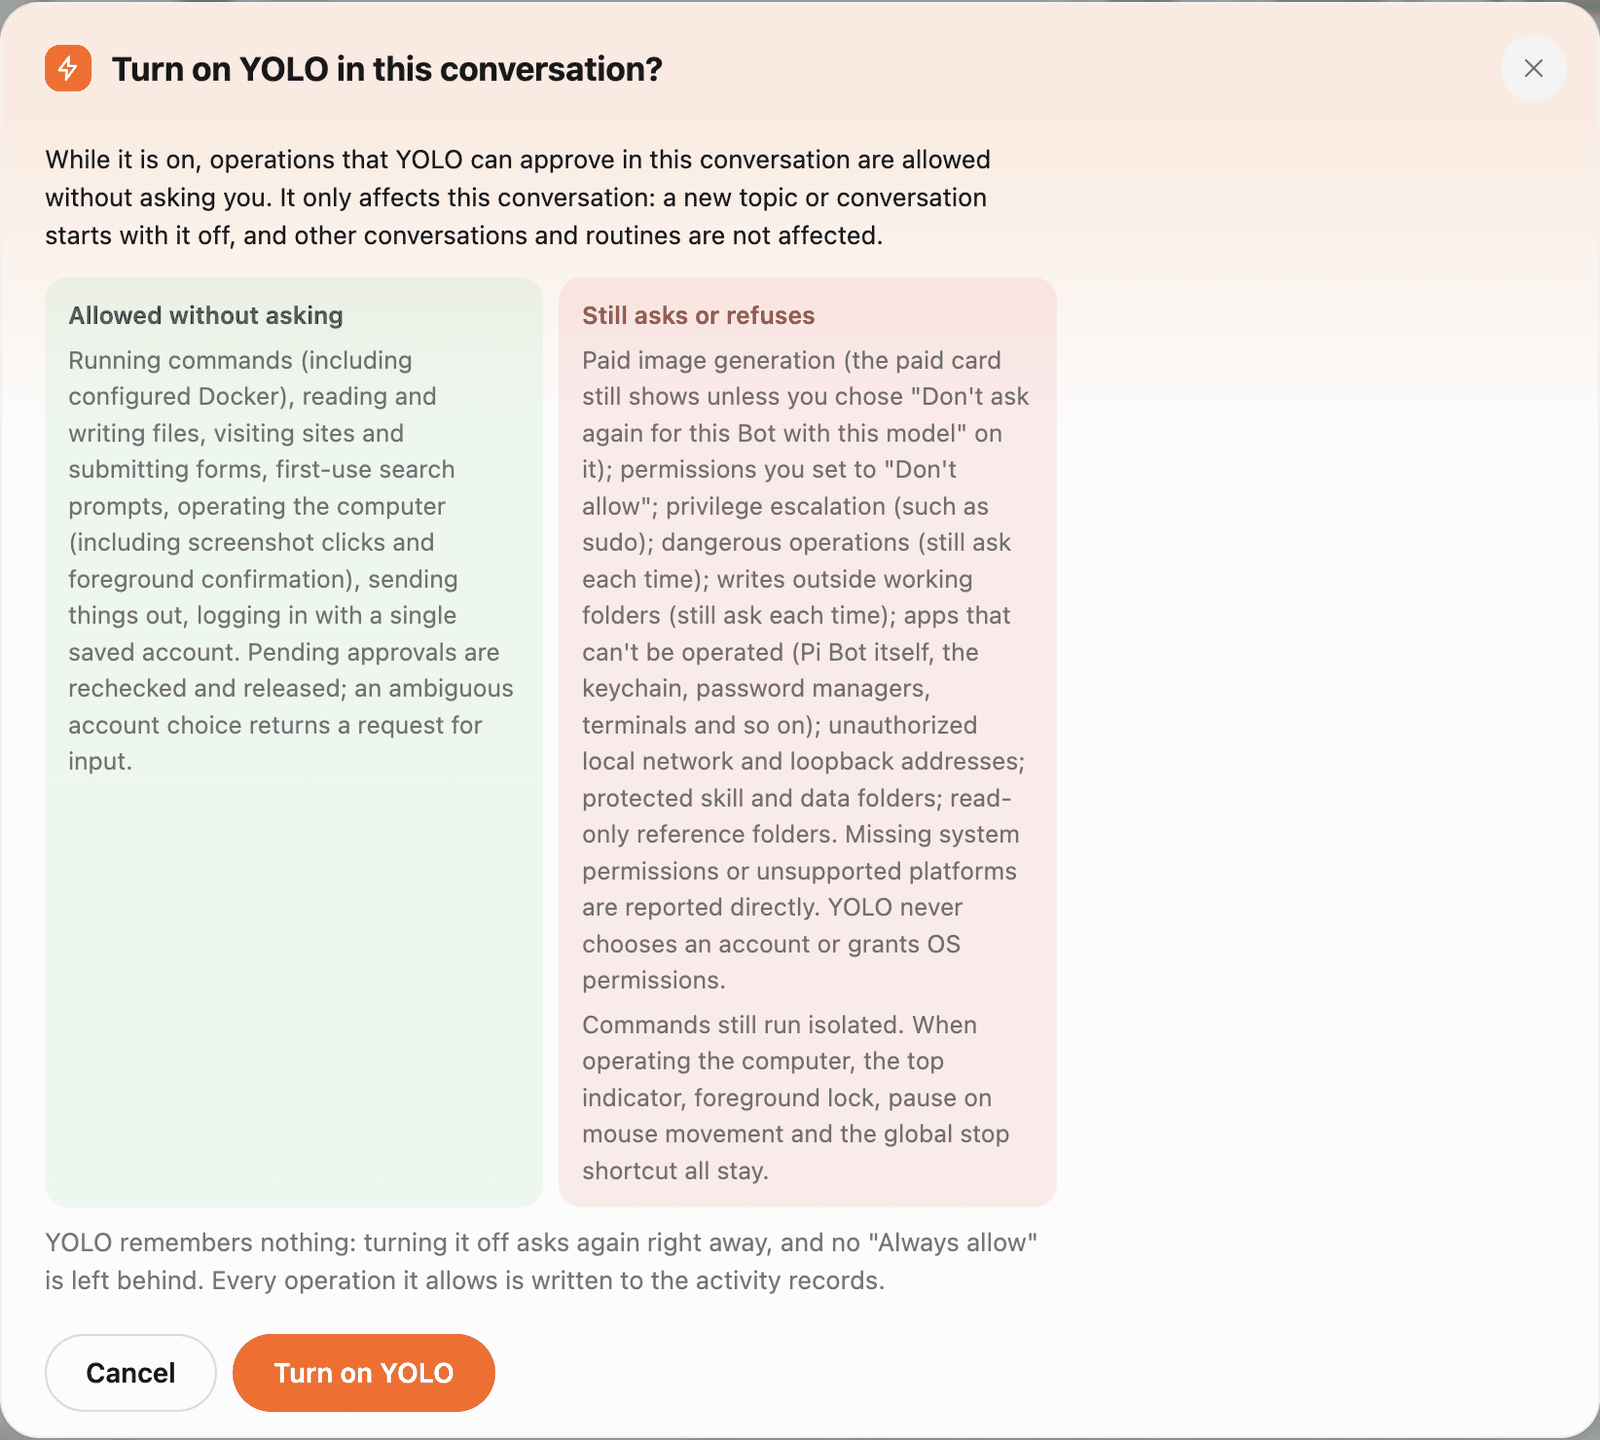 Turn on YOLO in this conversation?
While it is on, operations that YOLO can approve in this conversation are allowed
without asking you. It only affects this conversation: a new topic or conversation
starts with it off, and other conversations and routines are not affected.
Allowed without asking
Running commands (including
configured Docker), reading and
writing files, visiting sites and
submitting forms, first-use search
prompts, operating the computer
(including screenshot clicks and
foreground confirmation), sending
things out, logging in with a single
saved account. Pending approvals are
rechecked and released; an ambiguous
account choice returns a request for
input.
Still asks or refuses
Paid image generation (the paid card
still shows unless you chose "Don't ask
again for this Bot with this model" on
it); permissions you set to "Don't
allow"; privilege escalation (such as
sudo); dangerous operations (still ask
each time); writes outside working
folders (still ask each time); apps that
can't be operated (Pi Bot itself, the
keychain, password managers,
terminals and so on); unauthorized
local network and loopback addresses;
protected skill and data folders; read-
only reference folders. Missing system
permissions or unsupported platforms
are reported directly. YOLO never
chooses an account or grants OS
permissions.
Commands still run isolated. When
operating the computer, the top
indicator, foreground lock, pause on
mouse movement and the global stop
shortcut all stay.
YOLO remembers nothing: turning it off asks again right away, and no "Always allow"
is left behind. Every operation it allows is written to the activity records.
Cancel
Turn on YOLO